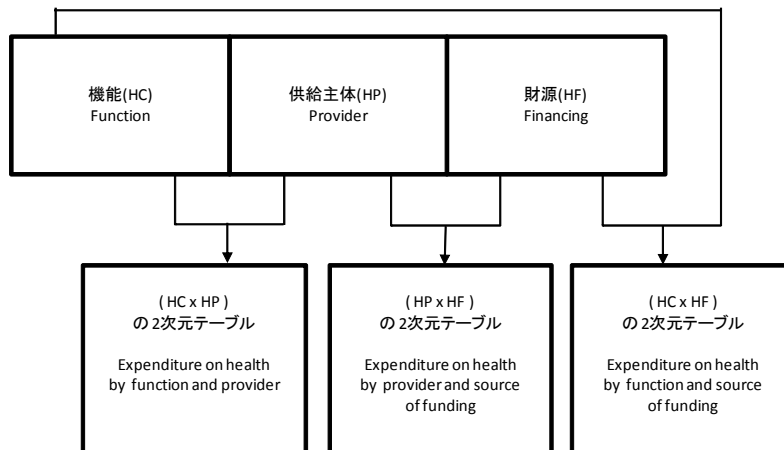 機能(HC)
Function
供給主体(HP)
Provider
財源(HF)
Financing
( HC x HP )
の 2次元テーブル
Expenditure on health
by function and provider
( HP x HF )
の 2次元テーブル
Expenditure on health
by provider and source
of funding
( HC x HF )
の 2次元テーブル
Expenditure on health
by function and source
of funding